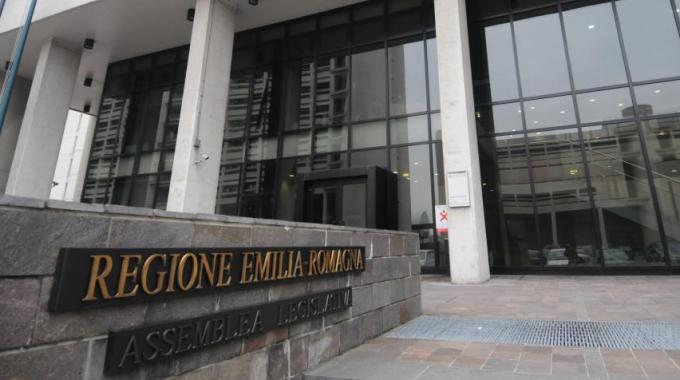 REGIONE EMILIA-ROMAGNA
ASSEMBLEA LEGISLATIVA